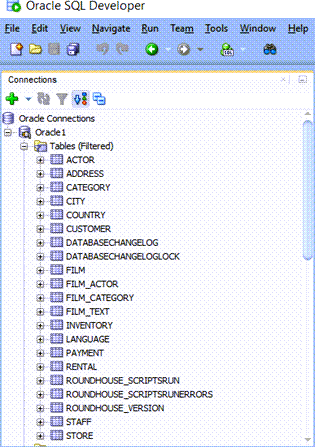 Oracle SQL Developer
File Edit View Navigate Run Team Tools Window Help
SQL
Connections
Oracle Connections
Oracle1
Tables (Filtered)
ACTOR
ADDRESS
CATEGORY
CITY
COUNTRY
CUSTOMER
DATABASECHANGELOG
DATABASECHANGELOGLOCK
FILM
FILM_ACTOR
FILM_CATEGORY
FILM_TEXT
INVENTORY
LANGUAGE
PAYMENT
RENTAL
ROUNDHOUSE_SCRIPTSRUN
ROUNDHOUSE_SCRIPTSRUNERRORS
ROUNDHOUSE_VERSION
STAFF
STORE